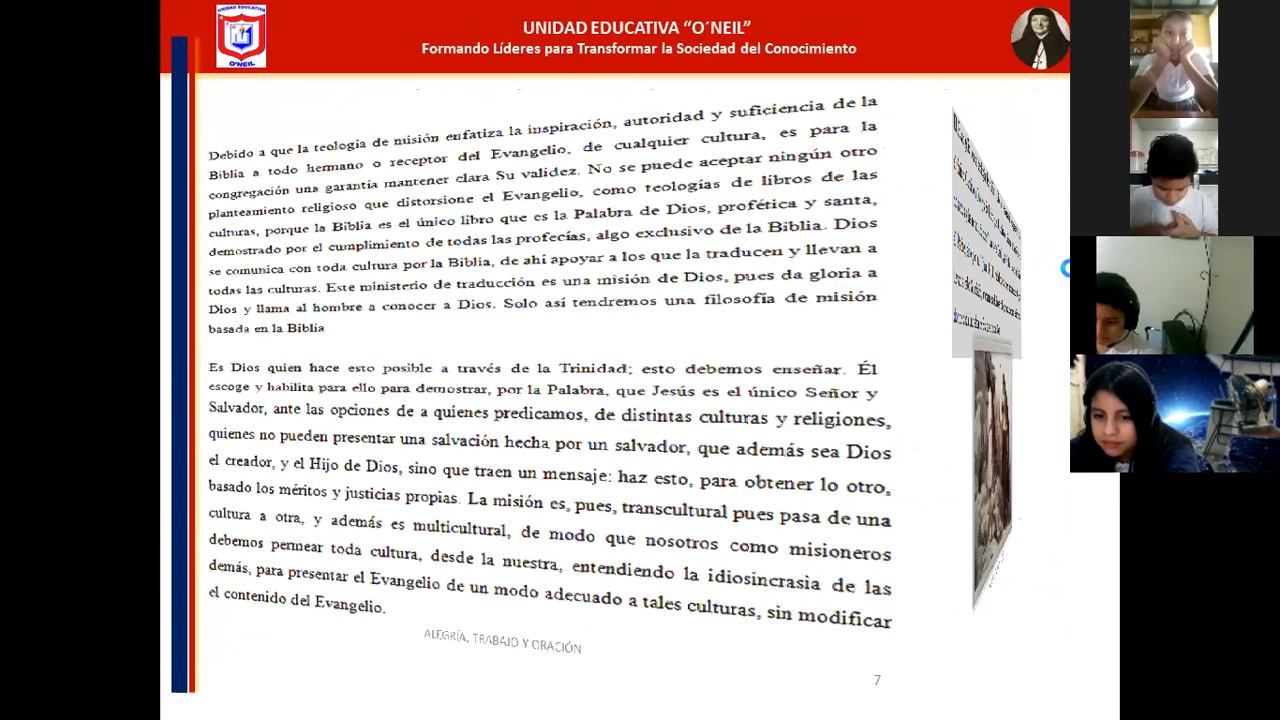 UNIDAD EDUCATIVA
O´NEIL
UNIDAD EDUCATIVA “O´NEIL”
Formando Líderes para Transformar la Sociedad del Conocimiento
Debido a que la teología de misión enfatiza la inspiración, autoridad y suficiencia de la
Biblia a todo hermano o receptor del Evangelio, de cualquier cultura, es para la
congregación una garantía mantener clara Su validez. No se puede aceptar ningún otro
planteamiento religioso que distorsione el Evangelio, como teologías de libros de las
culturas, porque la Biblia es el único libro que es la Palabra de Dios, profética y santa,
demostrado por el cumplimiento de todas las profecías, algo exclusivo de la Biblia. Dios
se comunica con toda cultura por la Biblia, de ahí apoyar a los que la traducen y llevan a
todas las culturas. Este ministerio de traducción es una misión de Dios, pues da gloria a
Dios y llama al hombre a conocer a Dios. Solo así tendremos una filosofía de misión
basada en la Biblia
Es Dios quien hace esto posible a través de la Trinidad; esto debemos enseñar. Él
escoge y habilita para ello para demostrar, por la Palabra, que Jesús es el único Señor y
Salvador, ante las opciones de a quienes predicamos, de distintas culturas y religiones,
quienes no pueden presentar una salvación hecha por un salvador, que además sea Dios
el creador, y el Hijo de Dios, sino que traen un mensaje: haz esto, para obtener lo otro,
basado los méritos y justicias propias. La misión es, pues, transcultural pues pasa de una
cultura a otra, y además es multicultural, de modo que nosotros como misioneros
debemos permear toda cultura, desde la nuestra, entendiendo la idiosincrasia de las
demás, para presentar el Evangelio de un modo adecuado a tales culturas, sin modificar
el contenido del Evangelio.
ALEGRÍA, TRABAJO Y ORACIÓN
7